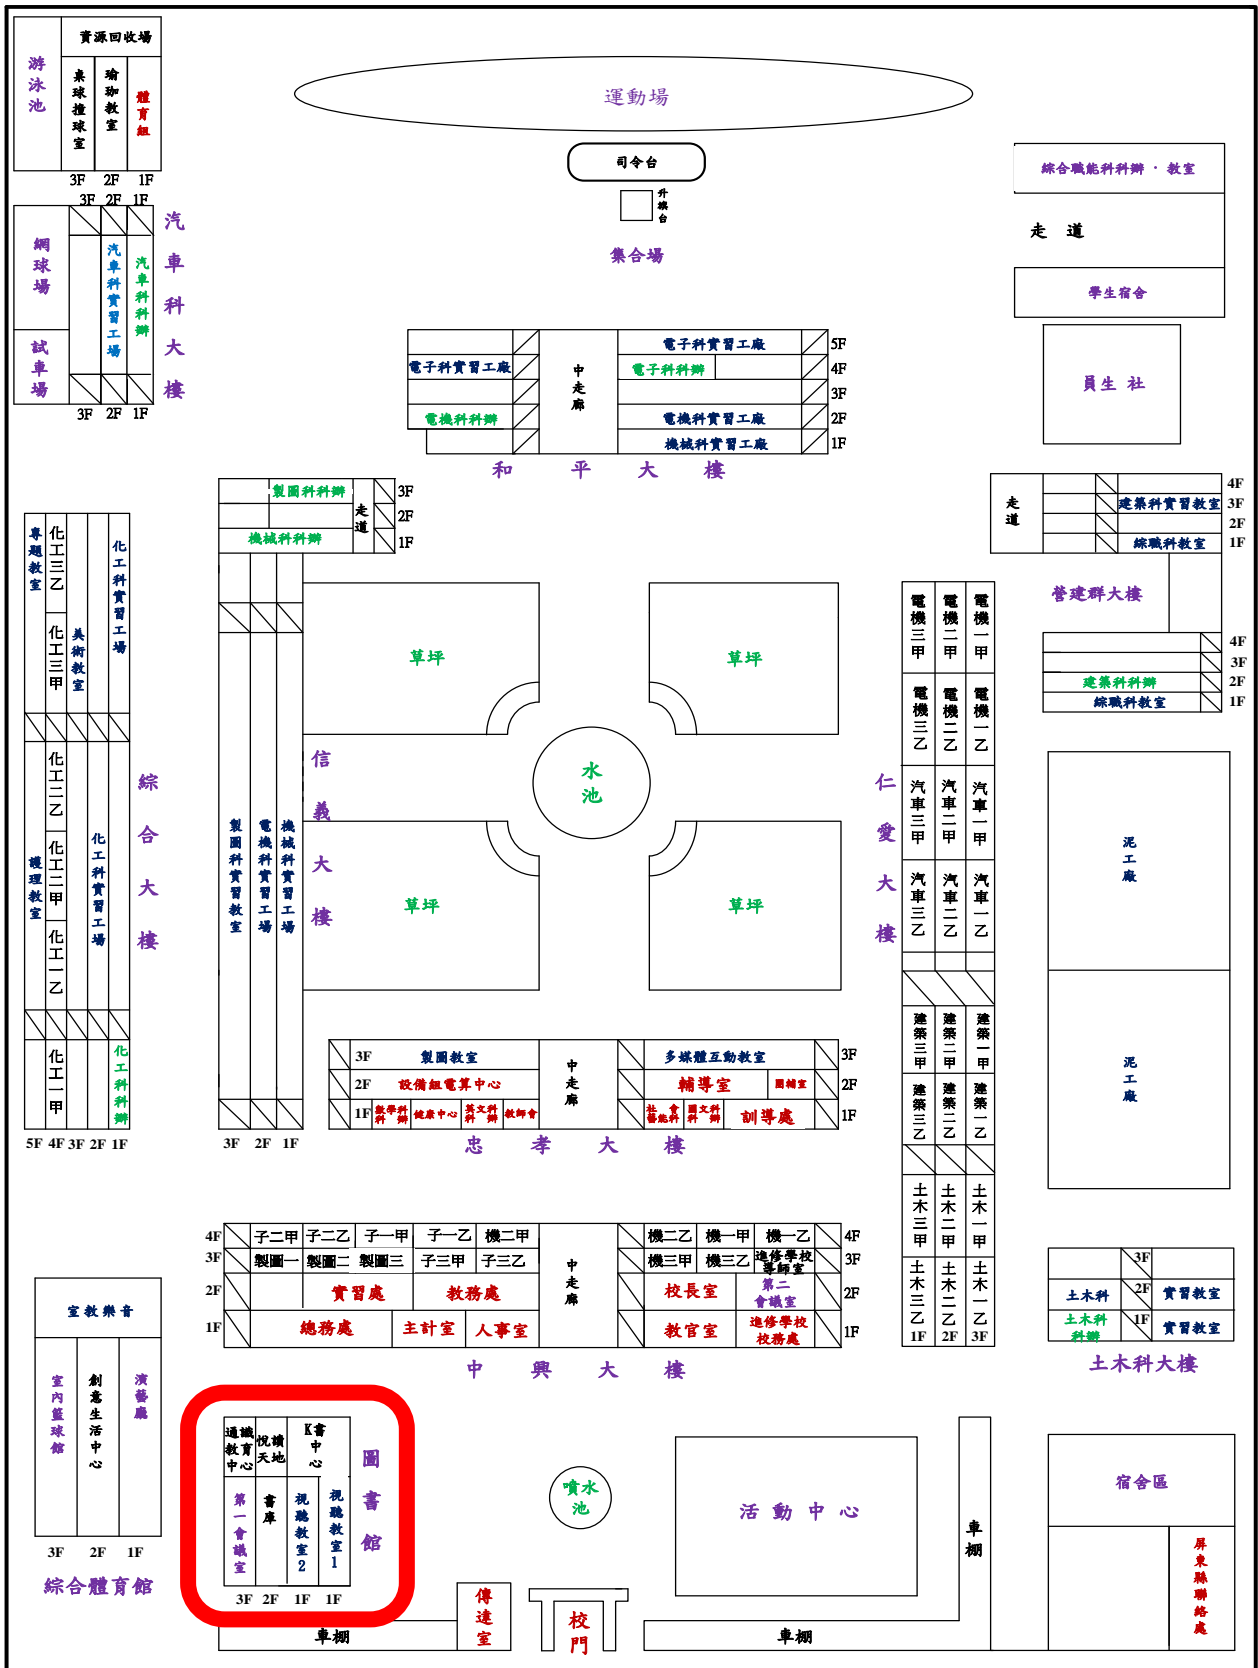 資源回收場
游泳池
桌球撞球室
瑜珈教室
體育組
3F 2F 1F
運動場
司令台
升旗台
集合場
綜合職能科科辦 · 教室
走 道
學生宿舍
員生 社
3F 2F 1F
網球場
試車場
汽車科實習工場
汽車科科辦
汽車科大樓
3F 2F 1F
電子科實習工廠 5F
電子科實習工廠
中走廊
電子科科辦 4F
3F
電機科科辦
電機科實習工廠 2F
機械科實習工廠 1F
和 平 大 樓
製圖科科辦
走道
3F
2F
機械科科辦
1F
走道
4F
建築科實習教室 3F
2F
綜職科教室 1F
營建群大樓
4F
3F
建築科科辦 2F
綜職科教室 1F
專題教室
化工三乙
化工三甲
美術教室
化工科實習工場
護理教室
化工二乙
化工二甲
化工一乙
化工科實習工場
化工一甲
化工科科辦
5F 4F 3F 2F 1F
綜合大樓
製圖科實習教室
電機科實習工場
機械科實習工場
3F 2F 1F
信義大樓
草坪
草坪
水池
草坪
草坪
仁愛大樓
電機三甲 電機二甲 電機一甲
電機三乙 電機二乙 電機一乙
汽車三甲 汽車二甲 汽車一甲
汽車三乙 汽車二乙 汽車一乙
建築三甲 建築二甲 建築一甲
建築三乙 建築二乙 建築一乙
土木三甲 土木二甲 土木一甲
土木三乙 土木二乙 土木一乙
1F 2F 3F
泥工廠
泥工廠
3F 製圖教室
中走廊
多媒體互動教室 3F
2F 設備組電算中心
輔導室 圖輔室 2F
1F 數學科科辦 健康中心 英文科科辦 教師會
社會藝能科 國文科科辦 訓導處 1F
忠 孝 大 樓
4F 子二甲 子二乙 子一甲 子一乙 機二甲
中走廊
機二乙 機一甲 機一乙 4F
3F 製圖一 製圖二 製圖三 子三甲 子三乙
機三甲 機三乙 進修學校導師室 3F
2F 實習處 教務處
校長室 第二會議室 2F
1F 總務處 主計室 人事室
教官室 進修學校校務處 1F
中 興 大 樓
3F
土木科 2F 實習教室
土木科科辦 1F 實習教室
土木科大樓
室教樂音
室內籃球館
創意生活中心
演藝廳
3F 2F 1F
綜合體育館
通識教育中心
悅讀天地
K書中心
第一會議室
書庫
視聽教室2
視聽教室1
3F 2F 1F 1F
圖書館
噴水池
活 動 中 心
車棚
宿舍區
屏東縣聯絡處
車棚
傳達室
校門
車棚